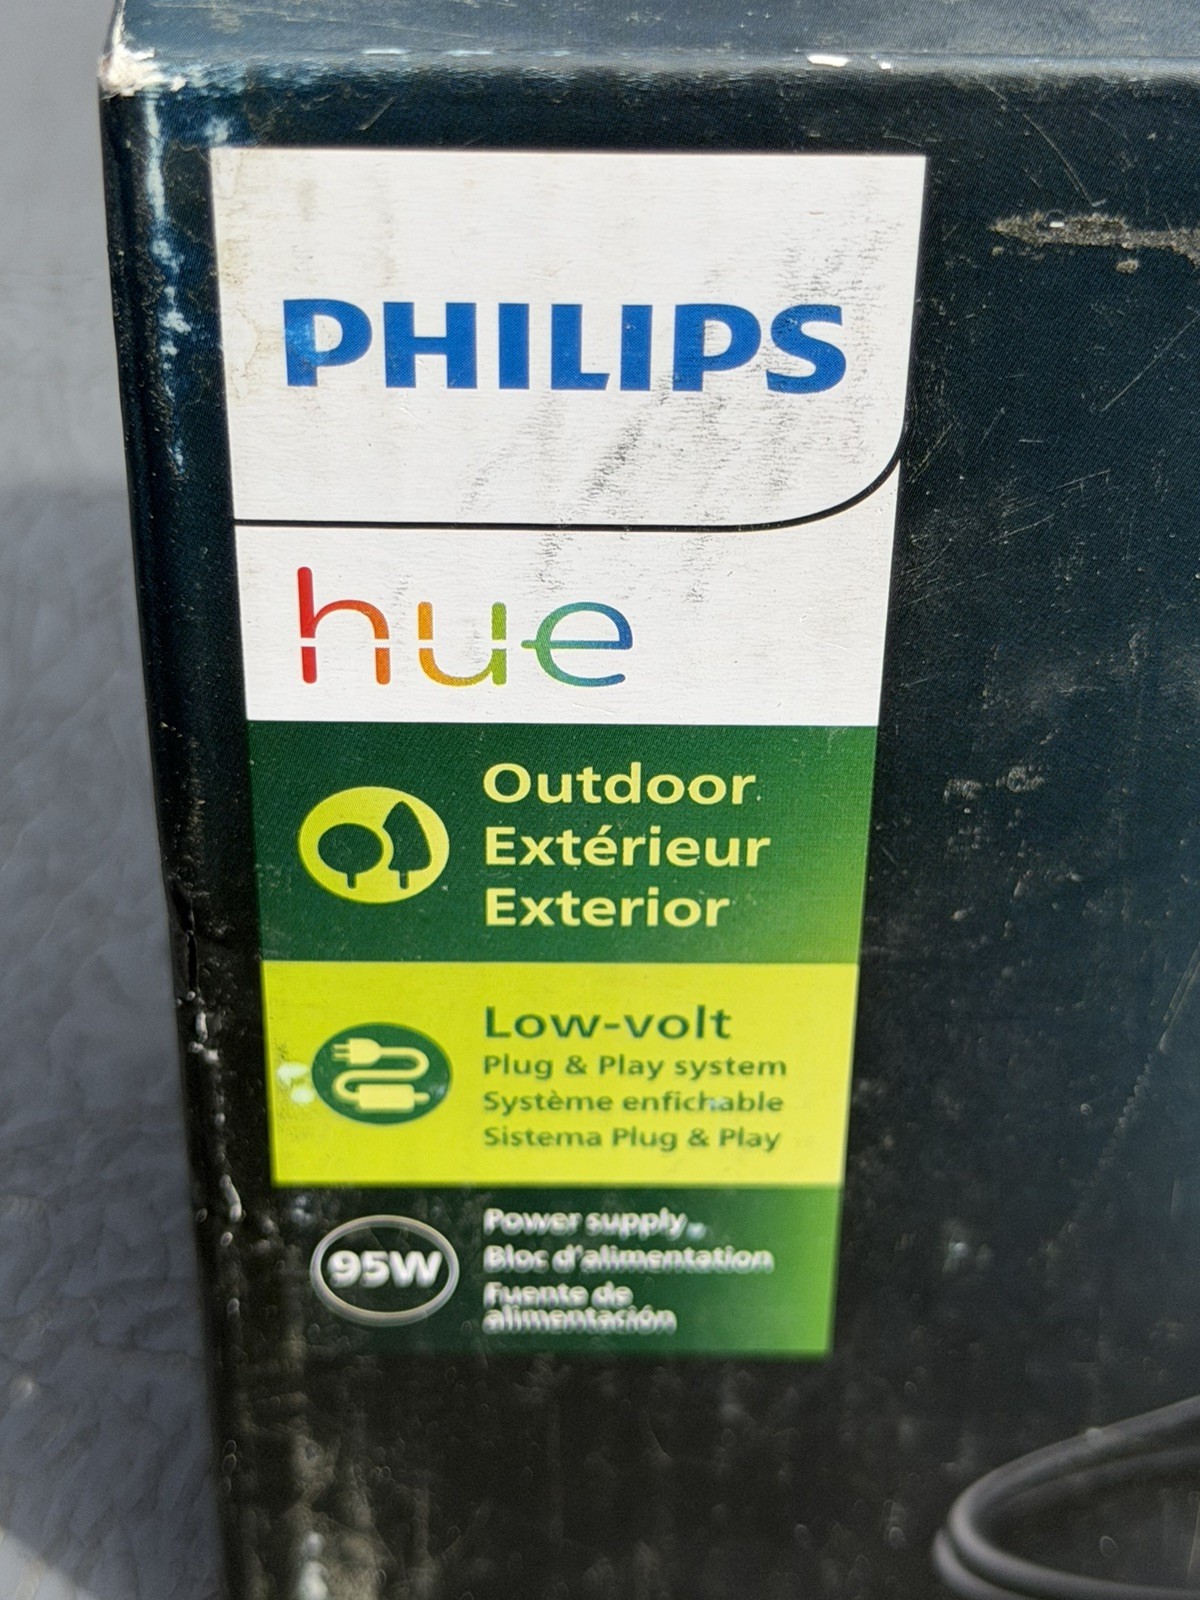 PHILIPS
hue
Outdoor
Extérieur
Exterior
Low-volt
Plug & Play system
Système enfichable
Sistema Plug & Play
95W
Power supply
Bloc d'alimentation
Fuente de
alimentación